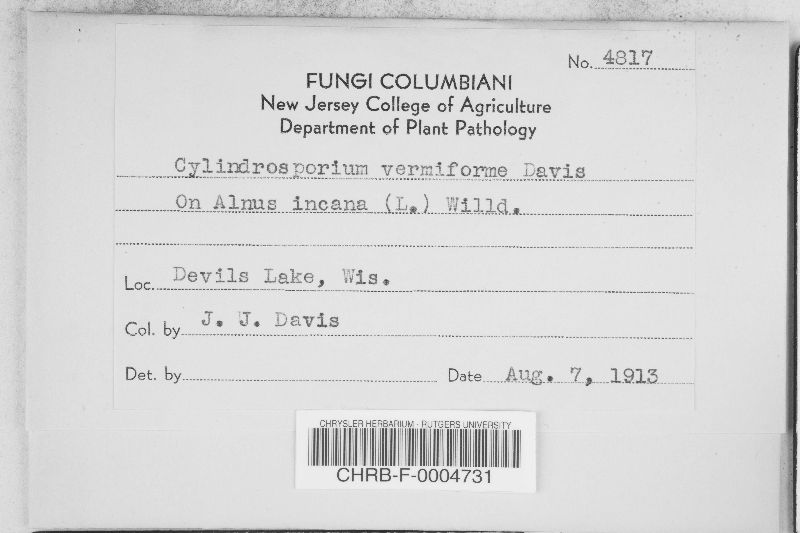 No. 4817
FUNGI COLUMBIANI
New Jersey College of Agriculture
Department of Plant Pathology
Cylindrosporium vermiforme Davis
On Alnus incana (L.) Willd.
Loc. Devils Lake, Wis.
Col. by J. J. Davis
Det. by Date Aug. 7, 1913
CHRYSLER HERBARIUM - RUTGERS UNIVERSITY
CHRB-F-0004731